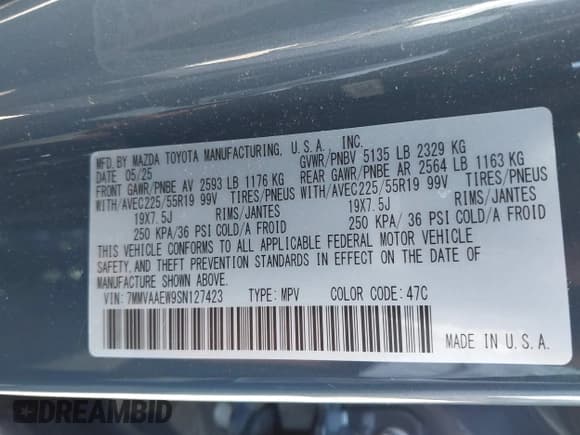 MFD. BY MAZDA TOYOTA MANUFACTURING, U.S.A., INC.
DATE 05/25 GVWR/PNBV 5135 LB 2329 KG
FRONT GAWR/PNBE AV 2593 LB 1176 KG REAR GAWR/PNBE AR 2564 LB 1163 KG
WITH/AVEC225/55R19 99V TIRES/PNEUS WITH/AVEC225/55R19 99V TIRES/PNEUS
19X7.5J RIMS/JANTES 19X7.5J RIMS/JANTES
250 KPA/36 PSI COLD/A FROID 250 KPA/36 PSI COLD/A FROID
THIS VEHICLE CONFORMS TO ALL APPLICABLE FEDERAL MOTOR VEHICLE
SAFETY, AND THEFT PREVENTION STANDARDS IN EFFECT ON THE DATE OF
MANUFACTURE SHOWN ABOVE.
VIN: 7MMVAAEW9SN127423 TYPE: MPV COLOR CODE: 47C
MADE IN U.S.A.
DREAMBID